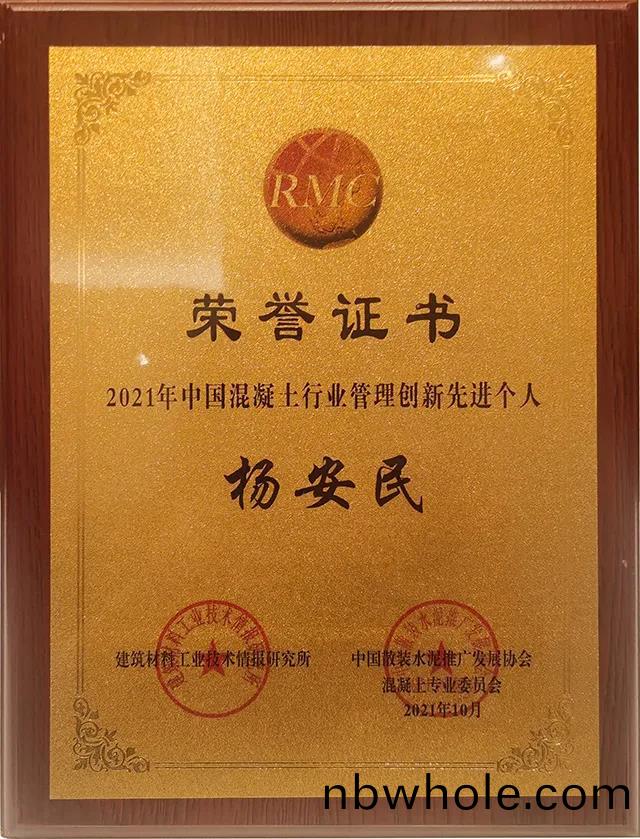 RMC
荣誉证书
2021年中国混凝土行业管理创新先进个人
杨安民
建筑材料工业技术情报研究所
中国散装水泥推广发展协会
混凝土专业委员会
2021年10月
nbwhole.com